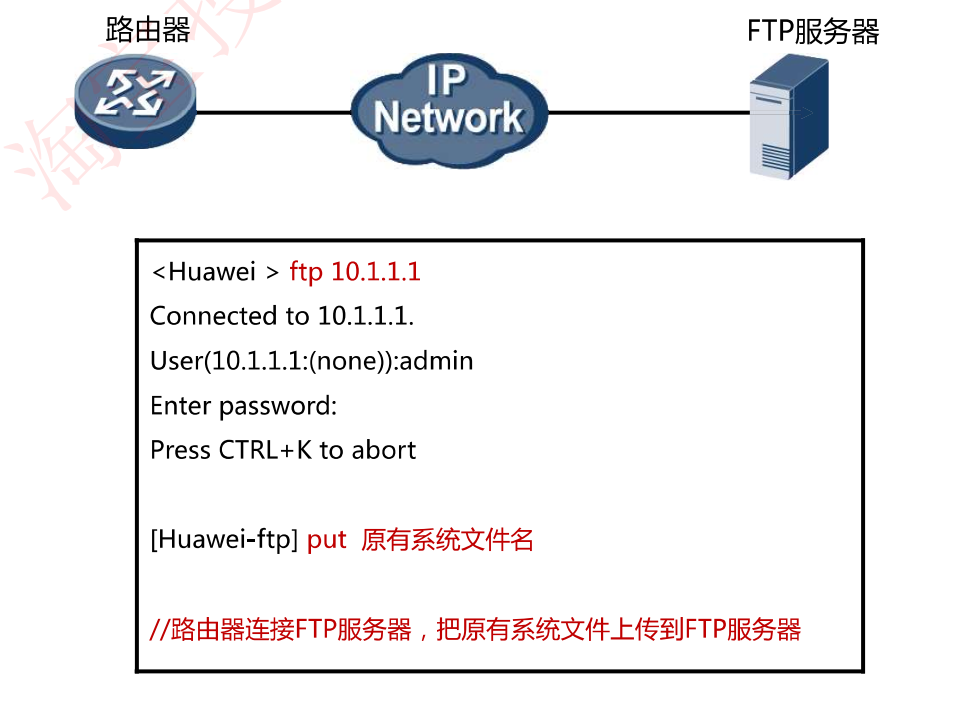 路由器
FTP服务器
IP
Network
<Huawei > ftp 10.1.1.1
Connected to 10.1.1.1.
User(10.1.1.1:(none)):admin
Enter password:
Press CTRL+K to abort
[Huawei-ftp] put 原有系统文件名
//路由器连接FTP服务器，把原有系统文件上传到FTP服务器